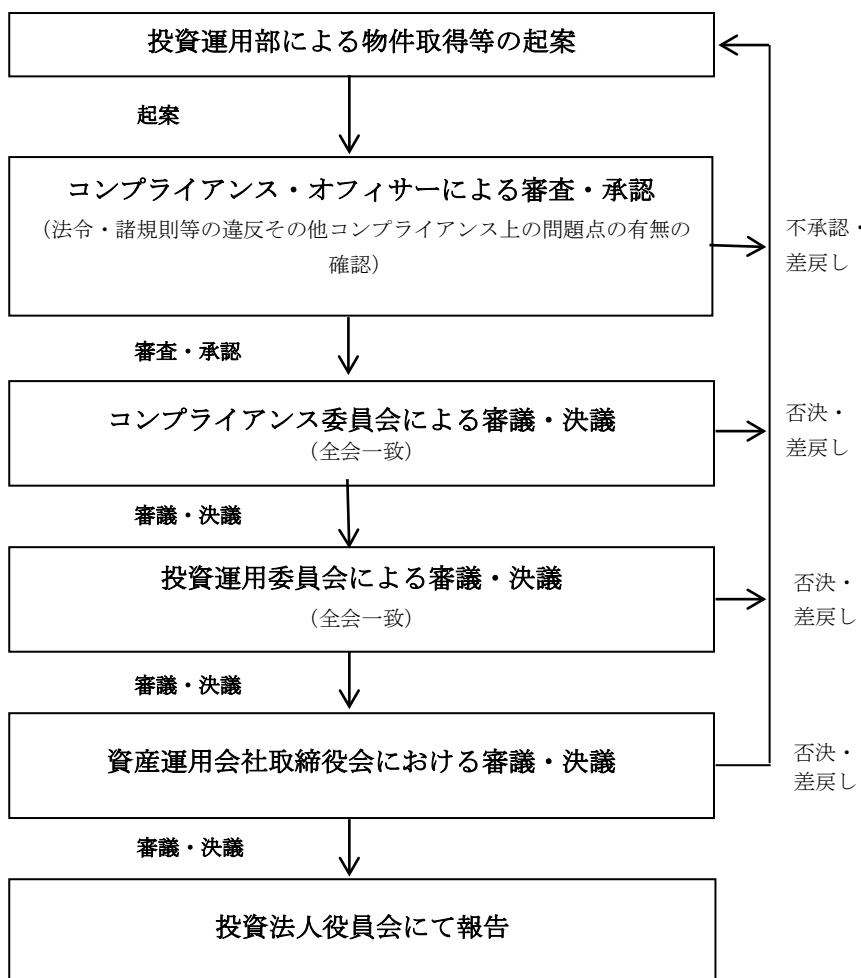 投資運用部による物件取得等の起案
起案
コンプライアンス・オフィサーによる審査・承認
（法令・諸規則等の違反その他コンプライアンス上の問題点の有無の
確認）
不承認・
差戻し
審査・承認
コンプライアンス委員会による審議・決議
（全会一致）
否決・
差戻し
審議・決議
投資運用委員会による審議・決議
（全会一致）
否決・
差戻し
審議・決議
資産運用会社取締役会における審議・決議
否決・
差戻し
審議・決議
投資法人役員会にて報告